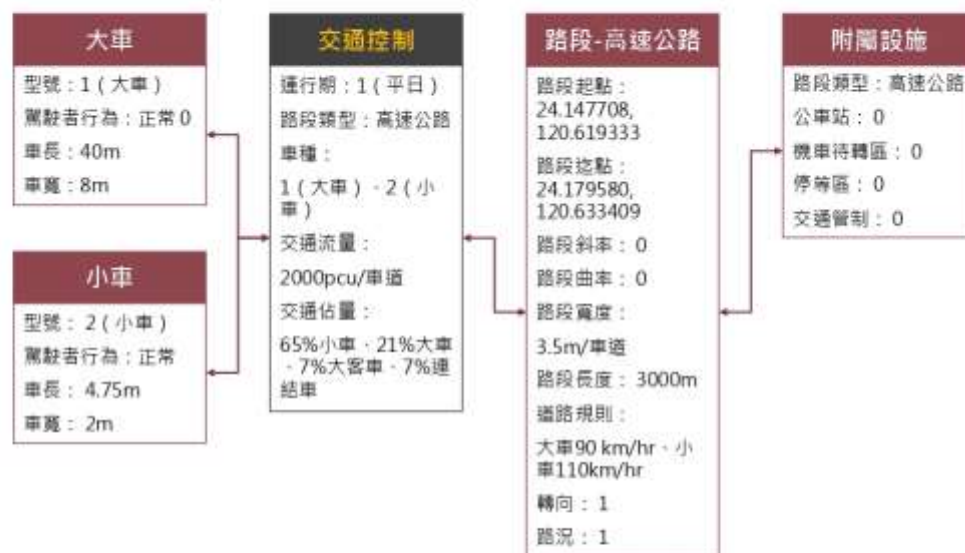 大車
型號：1（大車）
駕駛者行為：正常0
車長：40m
車寬：8m
小車
型號： 2（小車）
駕駛者行為：正常
車長： 4.75m
車寬： 2m
交通控制
運行期：1（平日）
路段類型：高速公路
車種：
1（大車）、2（小
車）
交通流量：
2000pcu/車道
交通佔量：
65%小車、21%大車
、7%大客車、7%連
結車
路段-高速公路
路段起點：
24.147708,
120.619333
路段迄點：
24.179580,
120.633409
路段斜率：0
路段曲率：0
路段寬度：
3.5m/車道
路段長度：3000m
道路規則：
大車90 km/hr、小
車110km/hr
轉向：1
路況：1
附屬設施
路段類型：高速公路
公車站：0
機車待轉區：0
停等區：0
交通管制：0